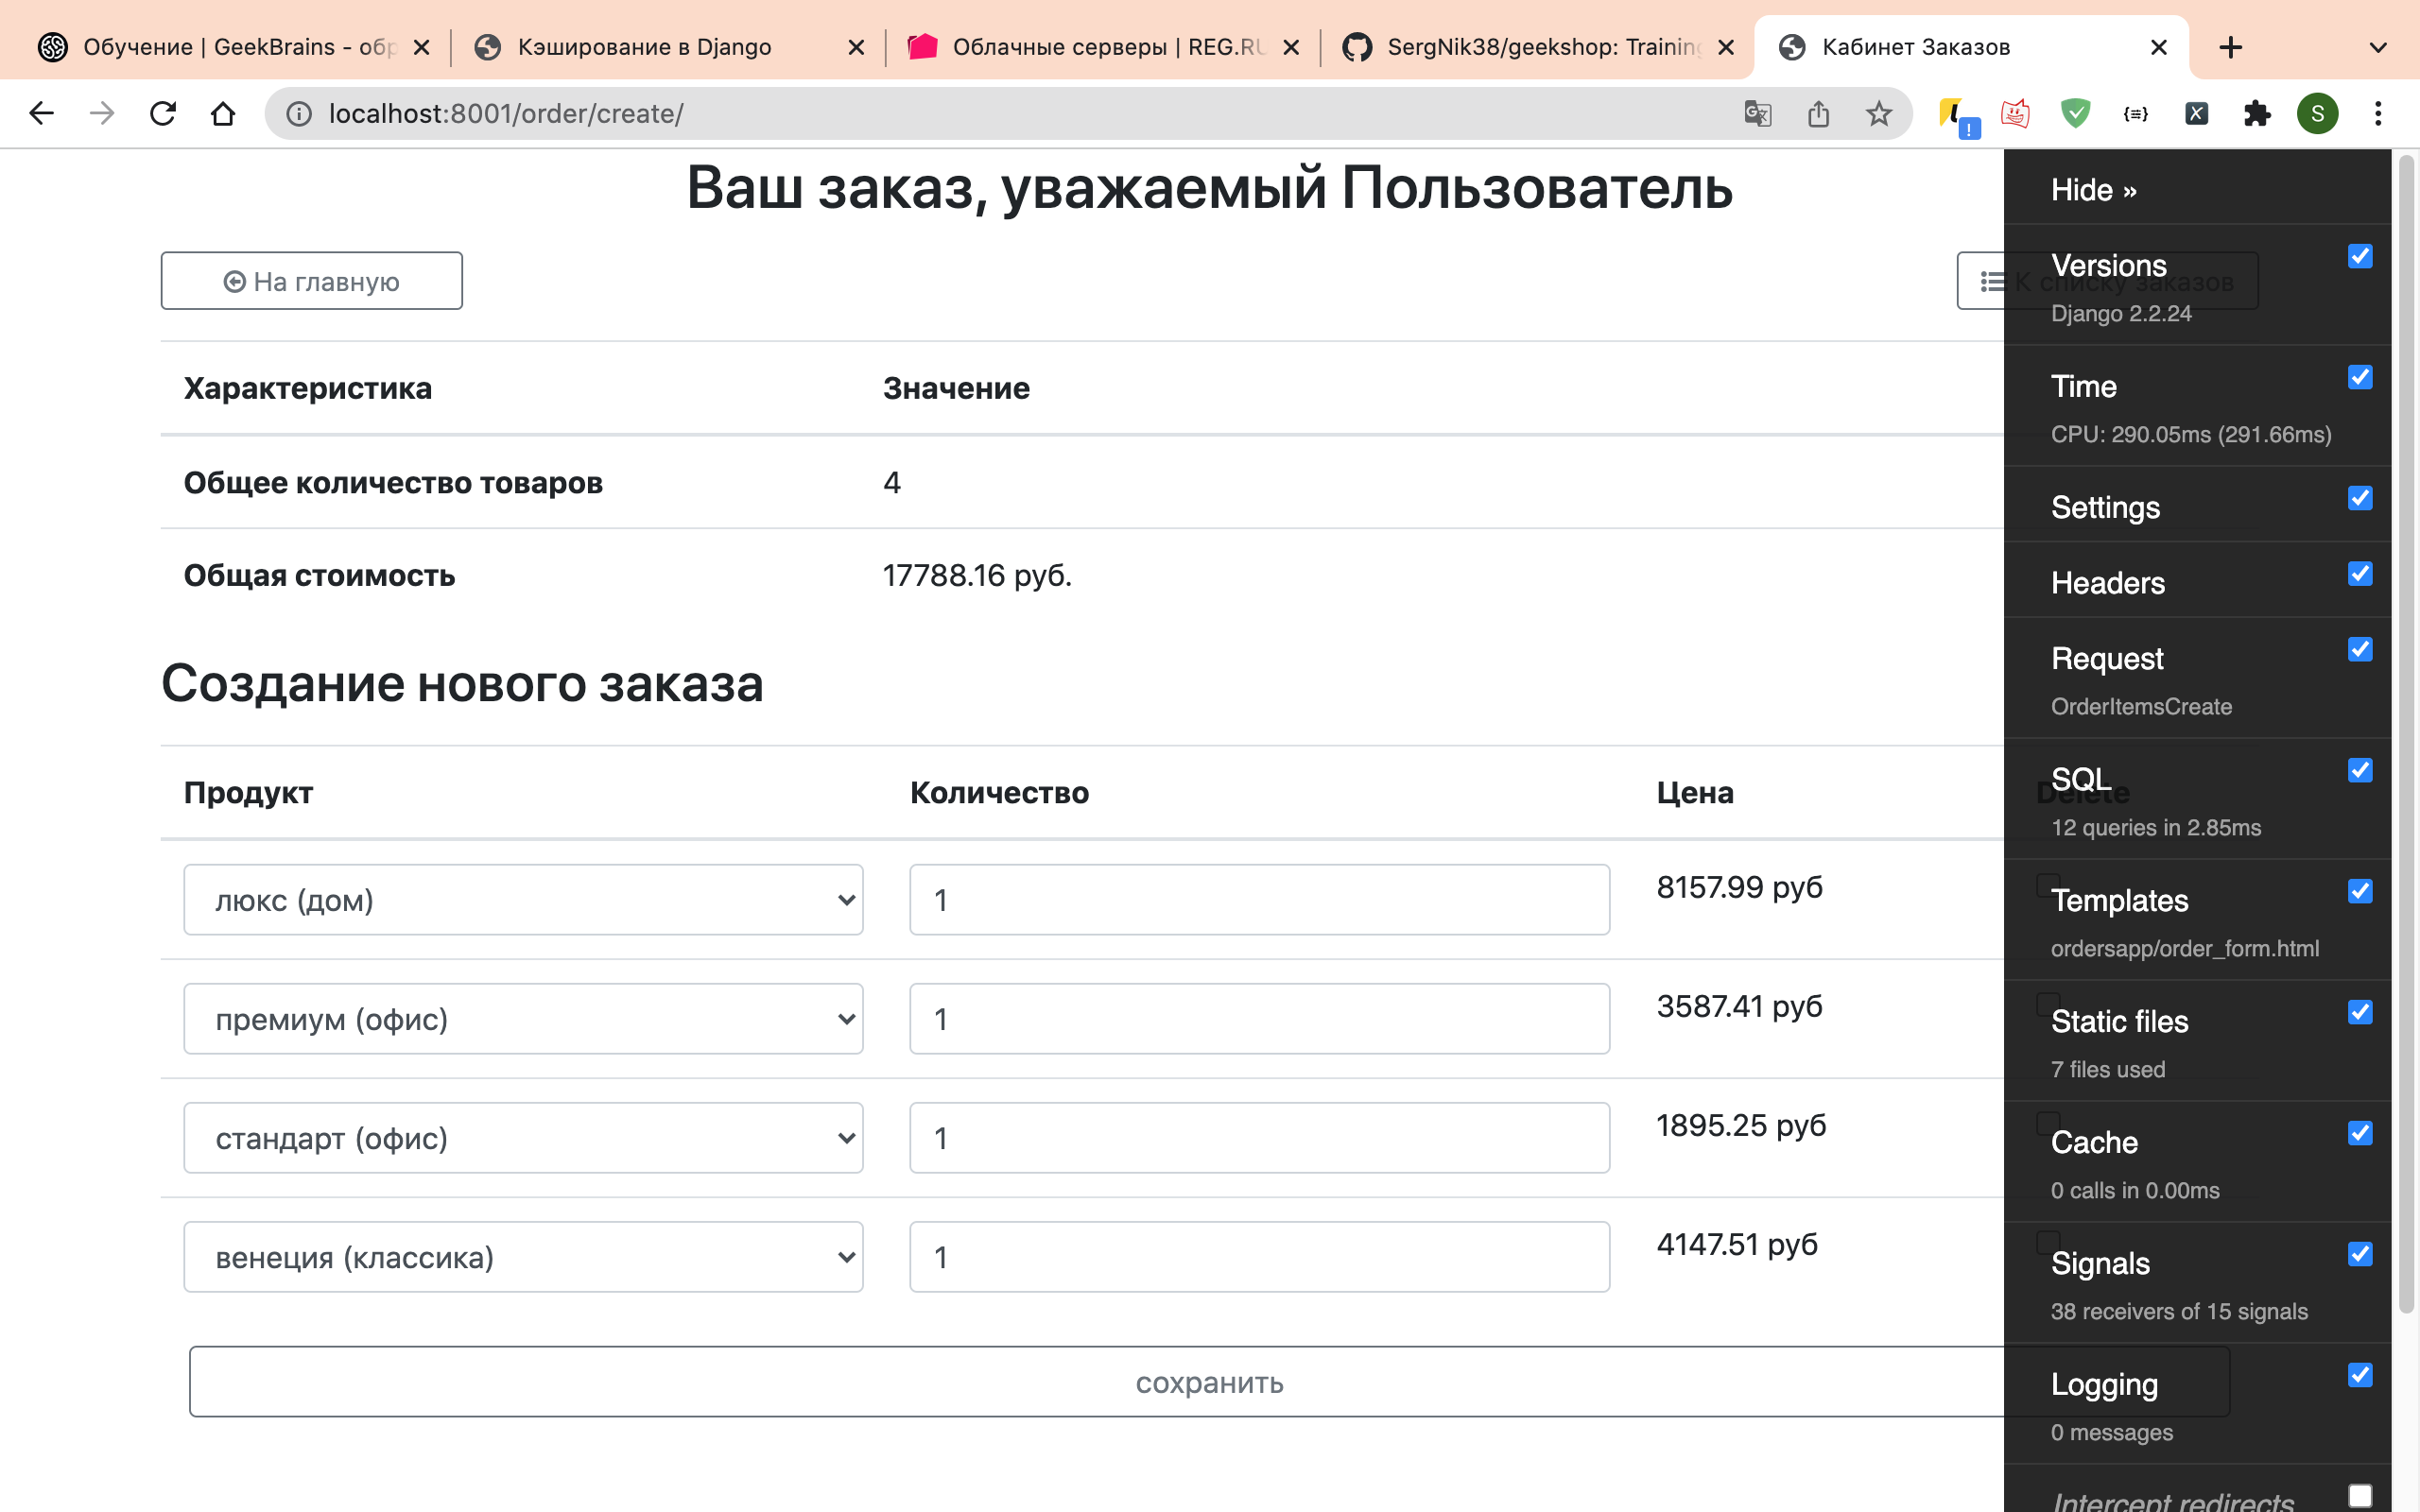 Обучение | GeekBrains - обр
Кэширование в Django
Облачные серверы | REG.RU
SergNik38/geekshop: Training
Кабинет Заказов
localhost:8001/order/create/
S
Ваш заказ, уважаемый Пользователь
На главную
К списку заказов
Характеристика Значение
Общее количество товаров 4
Общая стоимость 17788.16 руб.
Создание нового заказа
Продукт Количество Цена Delete
люкс (дом) 1 8157.99 руб
премиум (офис) 1 3587.41 руб
стандарт (офис) 1 1895.25 руб
венеция (классика) 1 4147.51 руб
сохранить
Hide »
Versions
Django 2.2.24
Time
CPU: 290.05ms (291.66ms)
Settings
Headers
Request
OrderItemsCreate
SQL
12 queries in 2.85ms
Templates
ordersapp/order_form.html
Static files
7 files used
Cache
0 calls in 0.00ms
Signals
38 receivers of 15 signals
Logging
0 messages
Intercept redirects